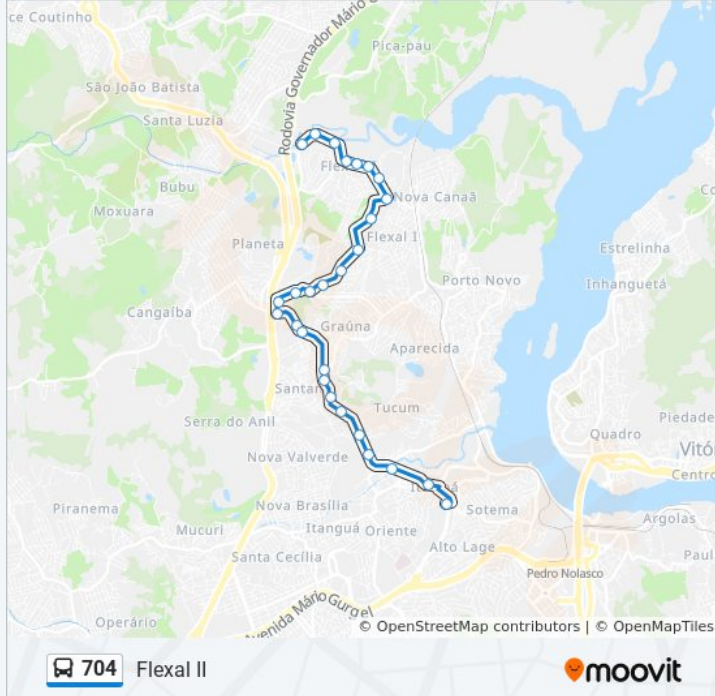 ce Coutinho
Rodovia Governador Mário
Pica-pau
São João Batista
Santa Luzia
Flex
Bubu
Nova Canaã
Moxuara
Flexal I
Planeta
Estrelinha
Porto Novo
Inhanguetá
Cangaíba
Graúna
Aparecida
Santan
Tucum
Serra do Anil
Piedade
Quadro
Nova Valverde
Vitó
Centro
Piranema
Nova Brasília
Sotema
Argolas
Mucuri
Itanguá
Oriente
Alto Lage
Paul
Santa Cecília
Pedro Nolasco
Operário
Avenida Mário Gurgel
© OpenStreetMap contributors | © OpenMapTiles
704 Flexal II
moovit